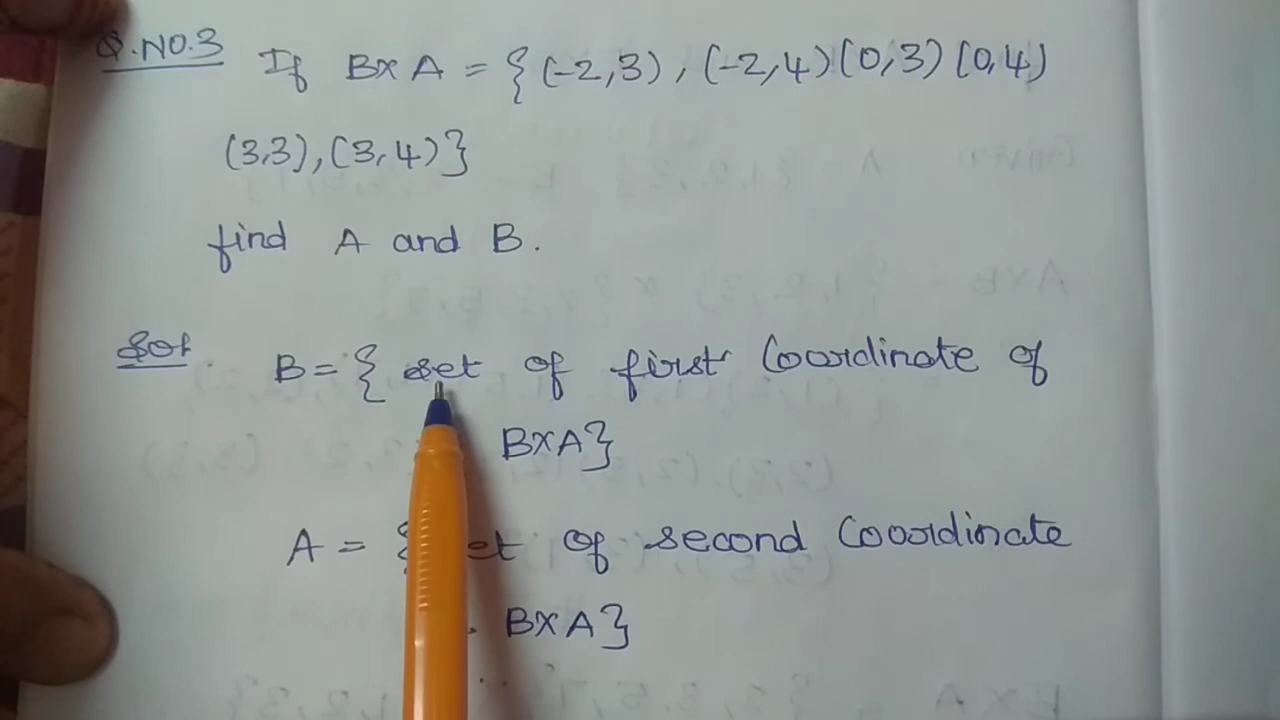 Q.NO.3 If B×A = {(-2,3), (-2,4)(0,3)(0,4)
(3,3),(3,4)}
find A and B.
Sol. B = { set of first Coordinate of
B×A}
A = { et of second Coordinate
B×A}